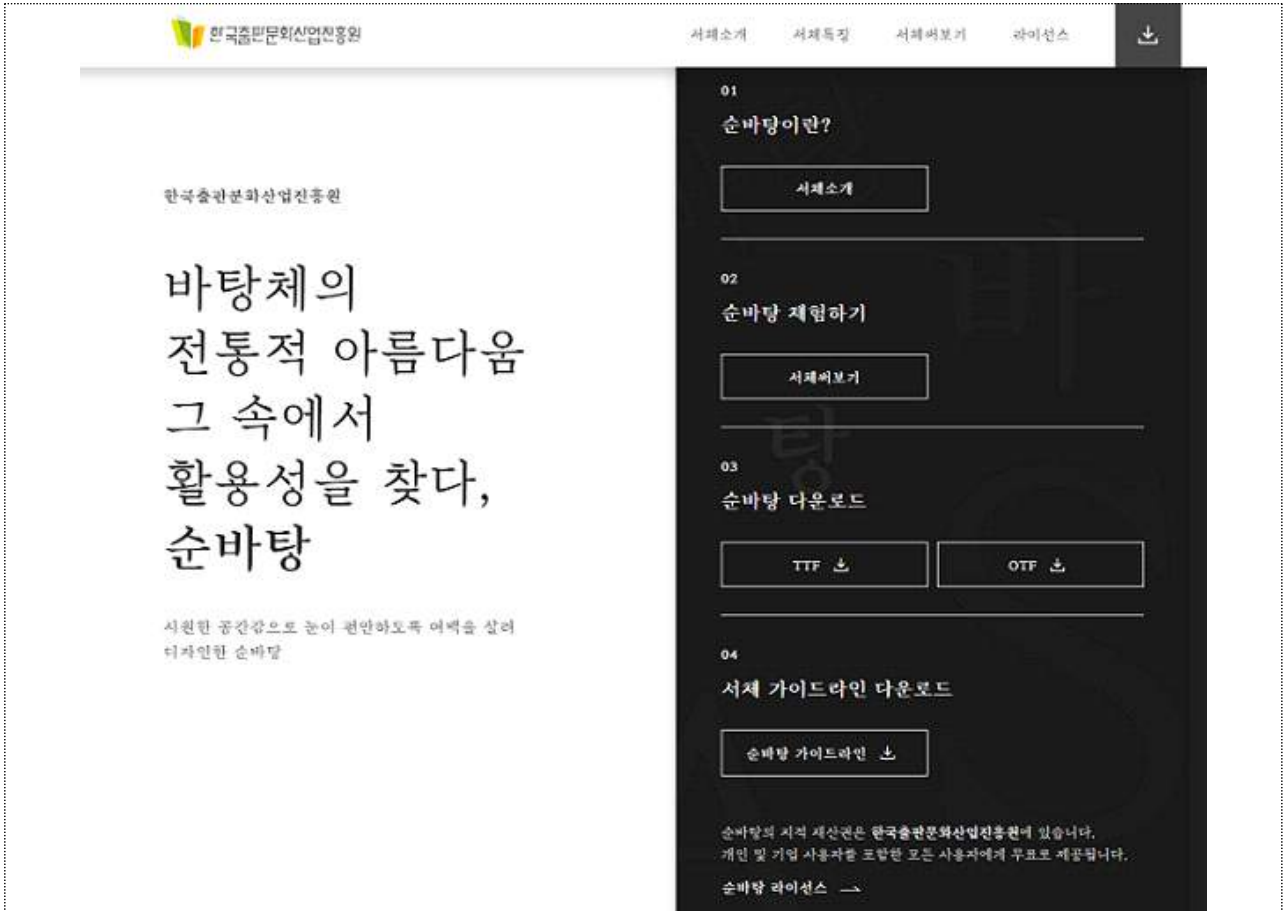 한국출판문화산업진흥원
서체소개 서체특징 서체써보기 라이선스
한국출판문화산업진흥원
바탕체의
전통적 아름다움
그 속에서
활용성을 찾다,
순바탕
시원한 공간감으로 눈이 편안하도록 여백을 살려
디자인한 순바탕
01
순바탕이란?
서체소개
02
순바탕 체험하기
서체써보기
03
순바탕 다운로드
TTF
OTF
04
서체 가이드라인 다운로드
순바탕 가이드라인
순바탕의 지적 재산권은 한국출판문화산업진흥원에 있습니다.
개인 및 기업 사용자를 포함한 모든 사용자에게 무료로 제공됩니다.
순바탕 라이선스
바
탕